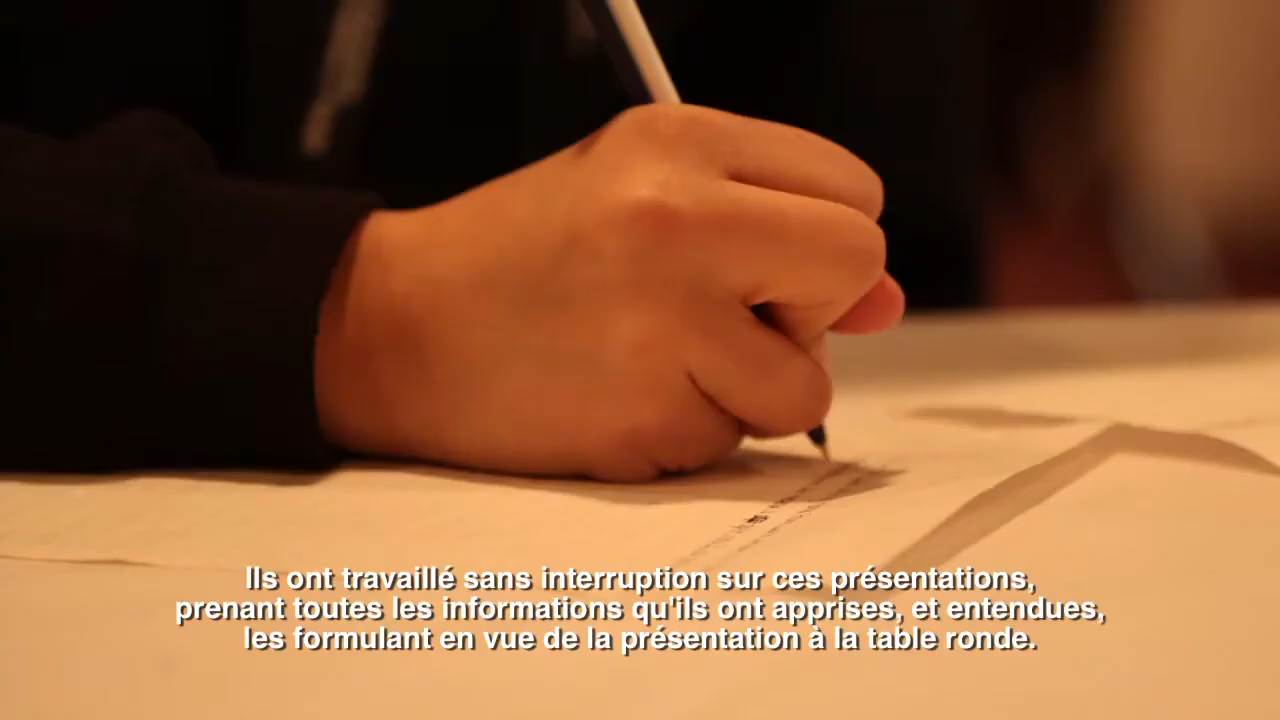 Ils ont travaillé sans interruption sur ces présentations,
prenant toutes les informations qu'ils ont apprises, et entendues,
les formulant en vue de la présentation à la table ronde.